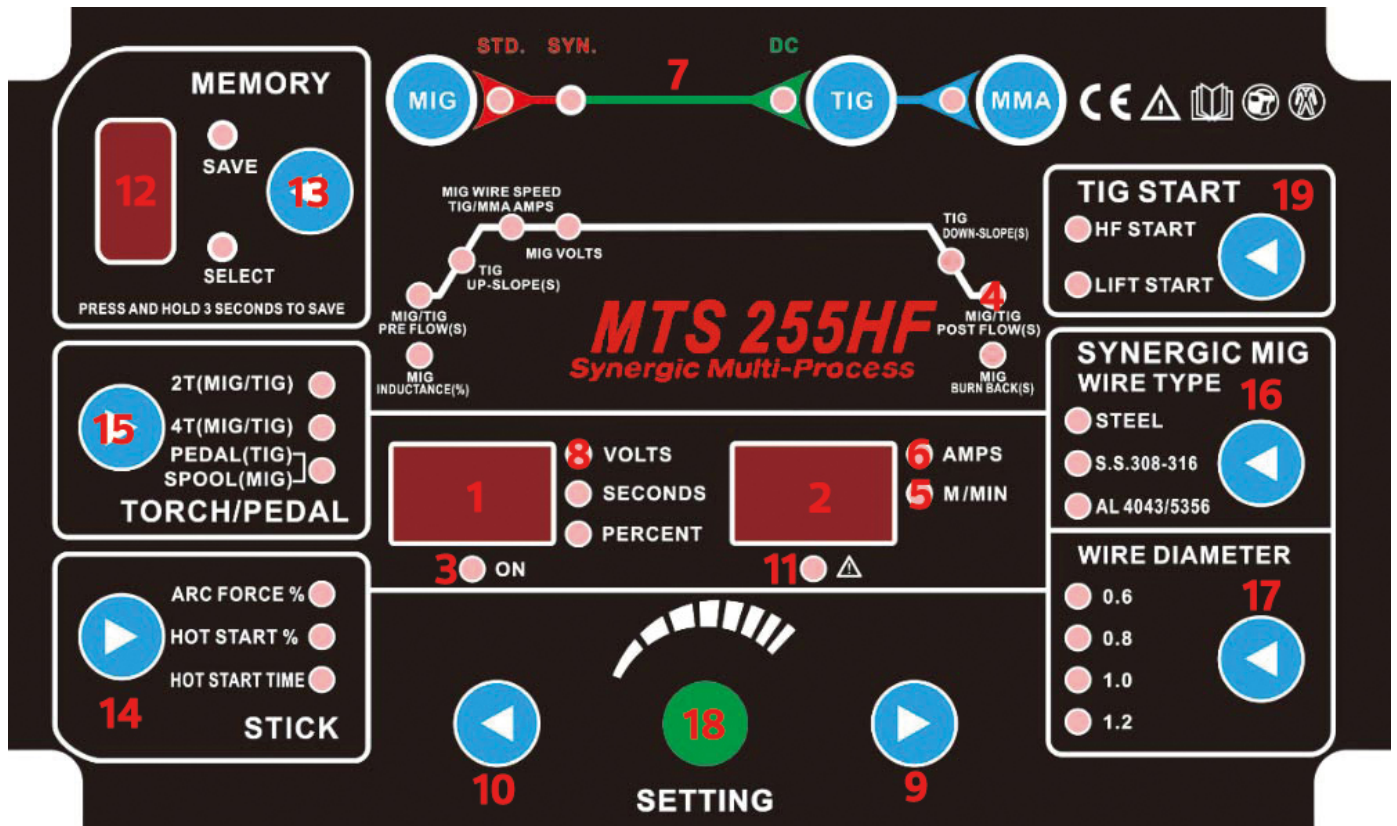 STD. SYN. DC
7
MIG TIG MMA
CE
MEMORY
12
SAVE
13
SELECT
PRESS AND HOLD 3 SECONDS TO SAVE
MIG WIRE SPEED
TIG/MMA AMPS
MIG VOLTS
TIG
UP-SLOPE(S)
MIG/TIG
PRE FLOW(S)
MIG
INDUCTANCE(%)
TIG
DOWN-SLOPE(S)
4
MIG/TIG
POST FLOW(S)
MIG
BURN BACK(S)
MTS 255HF
Synergic Multi-Process
TIG START
19
HF START
LIFT START
2T(MIG/TIG)
15
4T(MIG/TIG)
PEDAL(TIG)
SPOOL(MIG)
TORCH/PEDAL
1
8 VOLTS
SECONDS
PERCENT
3 ON
2
6 AMPS
5 M/MIN
11
SYNERGIC MIG
WIRE TYPE
16
STEEL
S.S.308-316
AL 4043/5356
WIRE DIAMETER
17
0.6
0.8
1.0
1.2
ARC FORCE %
HOT START %
HOT START TIME
14
STICK
10
18
9
SETTING